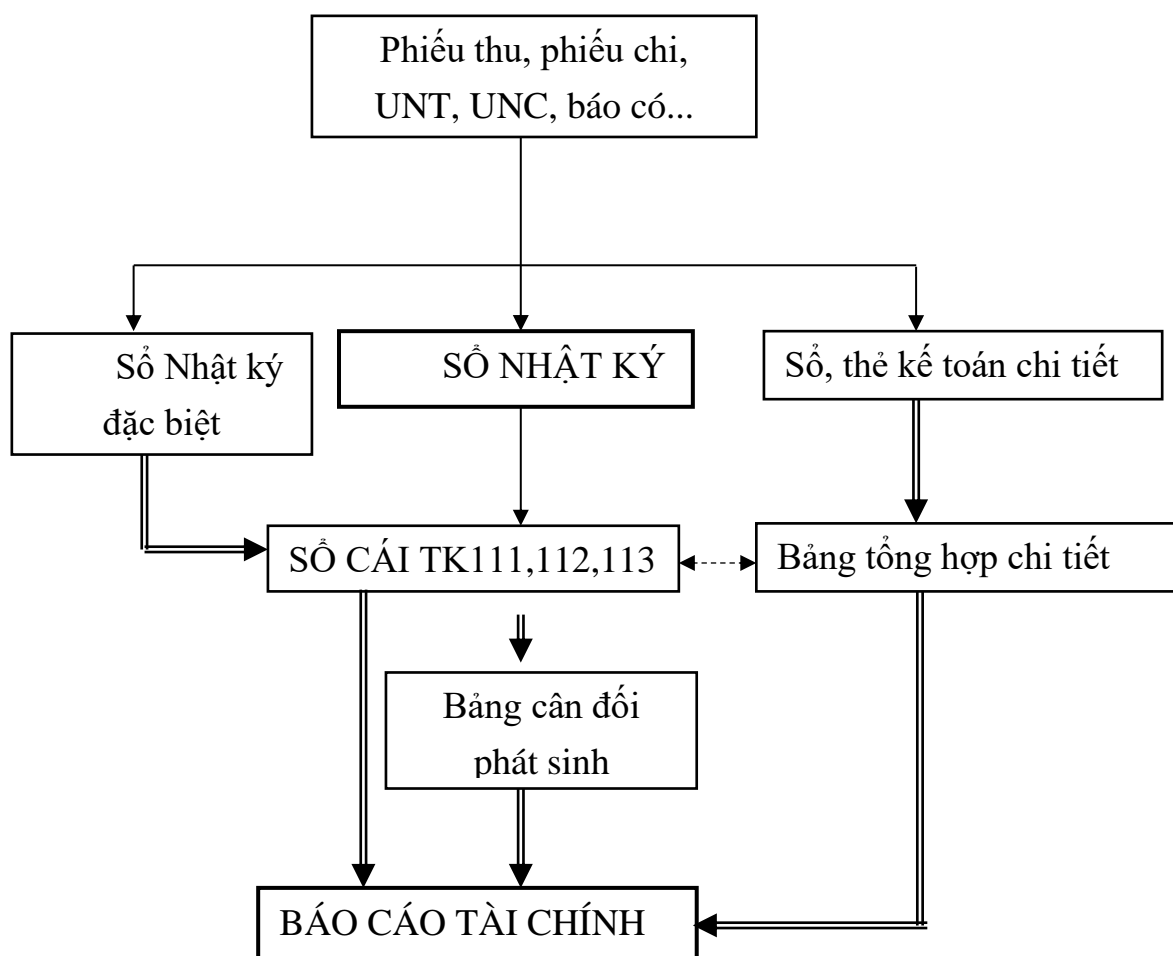 Phiếu thu, phiếu chi,
UNT, UNC, báo có...
Sổ Nhật ký
đặc biệt
SỔ NHẬT KÝ
Sổ, thẻ kế toán chi tiết
SỔ CÁI TK111,112,113
Bảng tổng hợp chi tiết
Bảng cân đối
phát sinh
BÁO CÁO TÀI CHÍNH